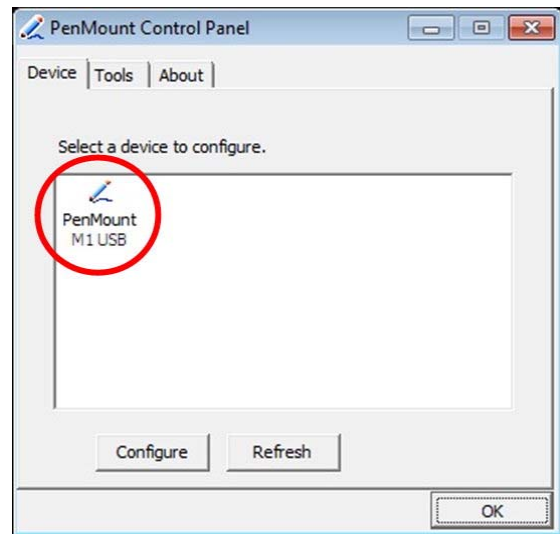 PenMount Control Panel
Device Tools About
Select a device to configure.
PenMount
M1 USB
Configure Refresh
OK